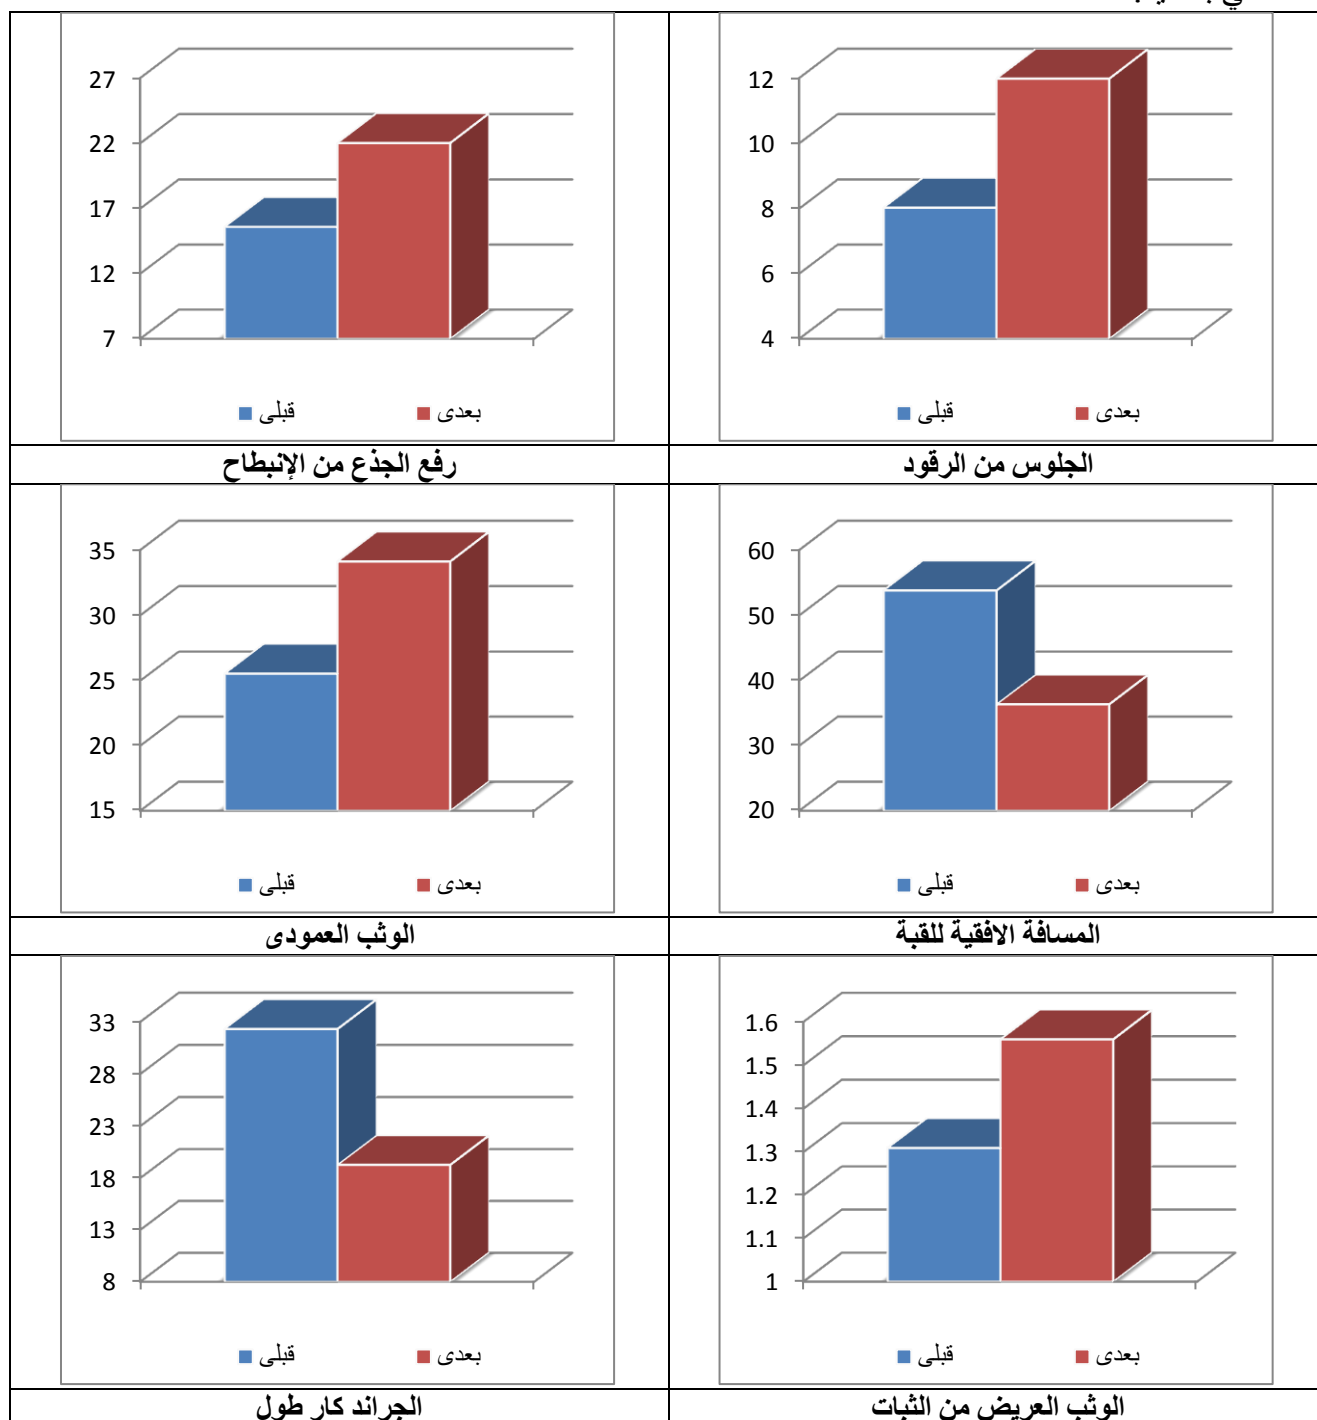 12
10
8
6
4
قبلى بعدى
27
22
17
12
7
قبلى بعدى
الجلوس من الرقود
رفع الجذع من الإنبطاح
60
50
40
30
20
قبلى بعدى
35
30
25
20
15
قبلى بعدى
المسافة الافقية للقبة
الوثب العمودى
1.6
1.5
1.4
1.3
1.2
1.1
1
قبلى بعدى
33
28
23
18
13
8
قبلى بعدى
الوثب العريض من الثبات
الجراند كار طول